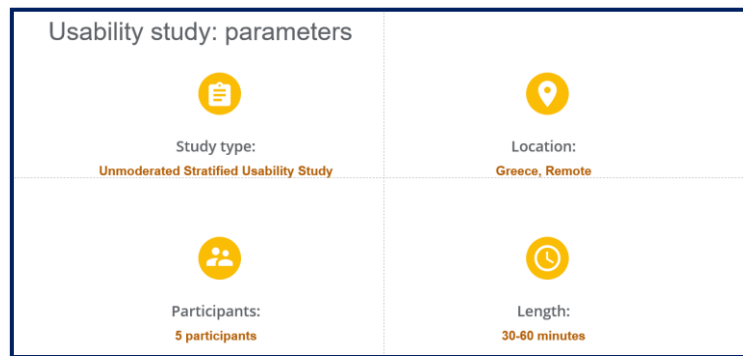 Usability study: parameters
Study type:
Unmoderated Stratified Usability Study
Location:
Greece, Remote
Participants:
5 participants
Length:
30-60 minutes